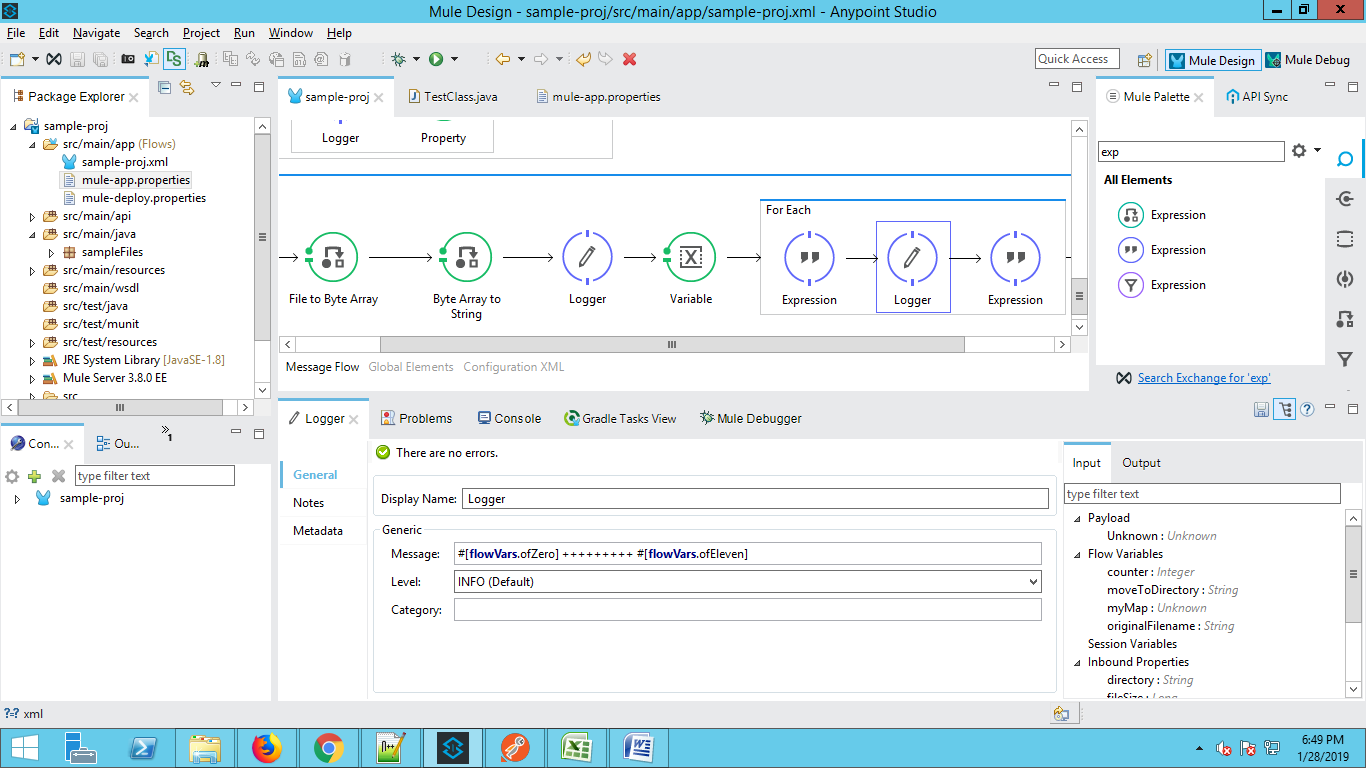 Mule Design - sample-proj/src/main/app/sample-proj.xml - Anypoint Studio
File Edit Navigate Search Project Run Window Help
Quick Access
Mule Design
Mule Debug
Package Explorer
sample-proj
src/main/app (Flows)
sample-proj.xml
mule-app.properties
mule-deploy.properties
src/main/api
src/main/java
sampleFiles
src/main/resources
src/main/wsdl
src/test/java
src/test/munit
src/test/resources
JRE System Library [JavaSE-1.8]
Mule Server 3.8.0 EE
src
sample-proj
TestClass.java
mule-app.properties
Logger
Property
For Each
File to Byte Array
Byte Array to String
Logger
Variable
Expression
Logger
Expression
Message Flow
Global Elements
Configuration XML
Mule Palette
API Sync
exp
All Elements
Expression
Expression
Expression
Search Exchange for 'exp'
Con...
Ou...
1
type filter text
sample-proj
Logger
Problems
Console
Gradle Tasks View
Mule Debugger
There are no errors.
General
Notes
Metadata
Display Name: Logger
Generic
Message: #[flowVars.ofZero] +++++++++ #[flowVars.ofEleven]
Level: INFO (Default)
Category:
Input
Output
type filter text
Payload
Unknown : Unknown
Flow Variables
counter : Integer
moveToDirectory : String
myMap : Unknown
originalFilename : String
Session Variables
Inbound Properties
directory : String
fileSize : Long
xml
6:49 PM
1/28/2019